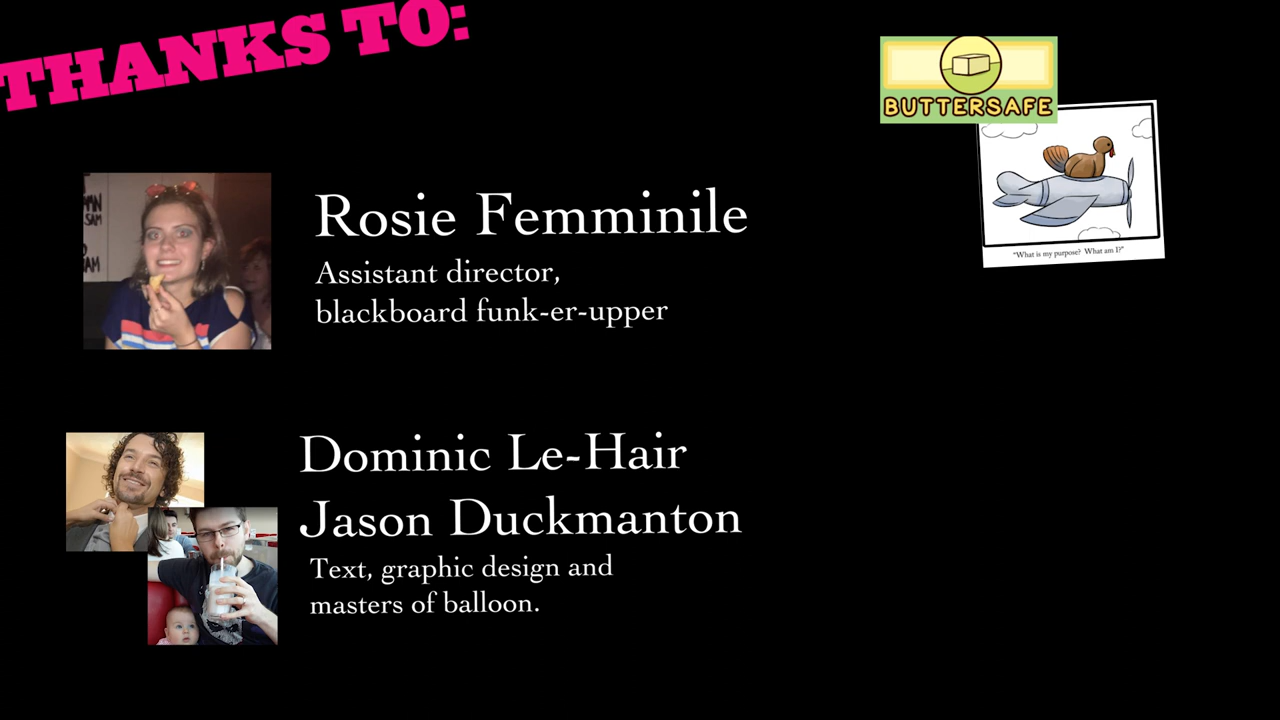 THANKS TO:
BUTTERSAFE
"What is my purpose? What am I?"
Rosie Femminile
Assistant director,
blackboard funk-er-upper
Dominic Le-Hair
Jason Duckmanton
Text, graphic design and
masters of balloon.